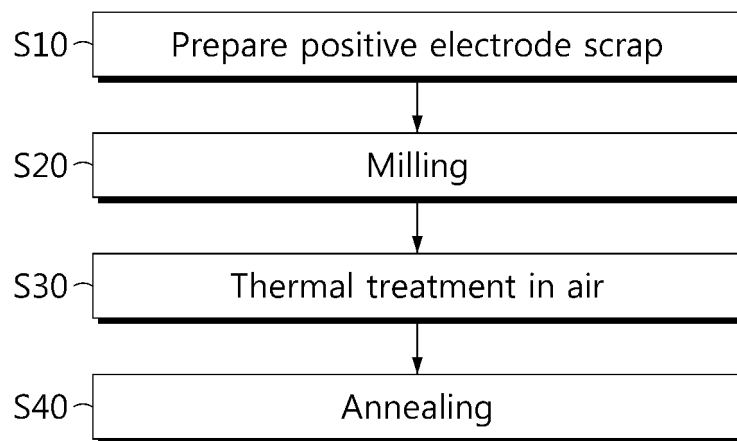 S10 Prepare positive electrode scrap
S20 Milling
S30 Thermal treatment in air
S40 Annealing